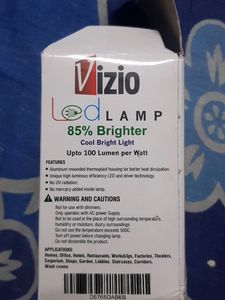 Vizio
Led LAMP
85% Brighter
Cool Bright Light
Upto 100 Lumen per Watt
FEATURES
Aluminum mounted thermoplast housing for better heat dissipation.
Unique high luminous efficiency LED and driver technology
No UV radiation.
No mercury added inside lamp.
WARNING AND CAUTIONS
Not for use with dimmers.
Only operates with AC power Supply.
Not to be used in the place of high surrounding temperature,
humidity or moisture, dusty surroundings
Do not use the temperature exceeds 500C.
Turn off power before changing lamp.
Do not dissemble the product.
APPLICATIONS
Homes, Office, Hotels, Restaurants, Workshops, Factories, Theaters,
Emporium, Shops, Garden, Lobbies, Staircases, Corridors,
Wash rooms